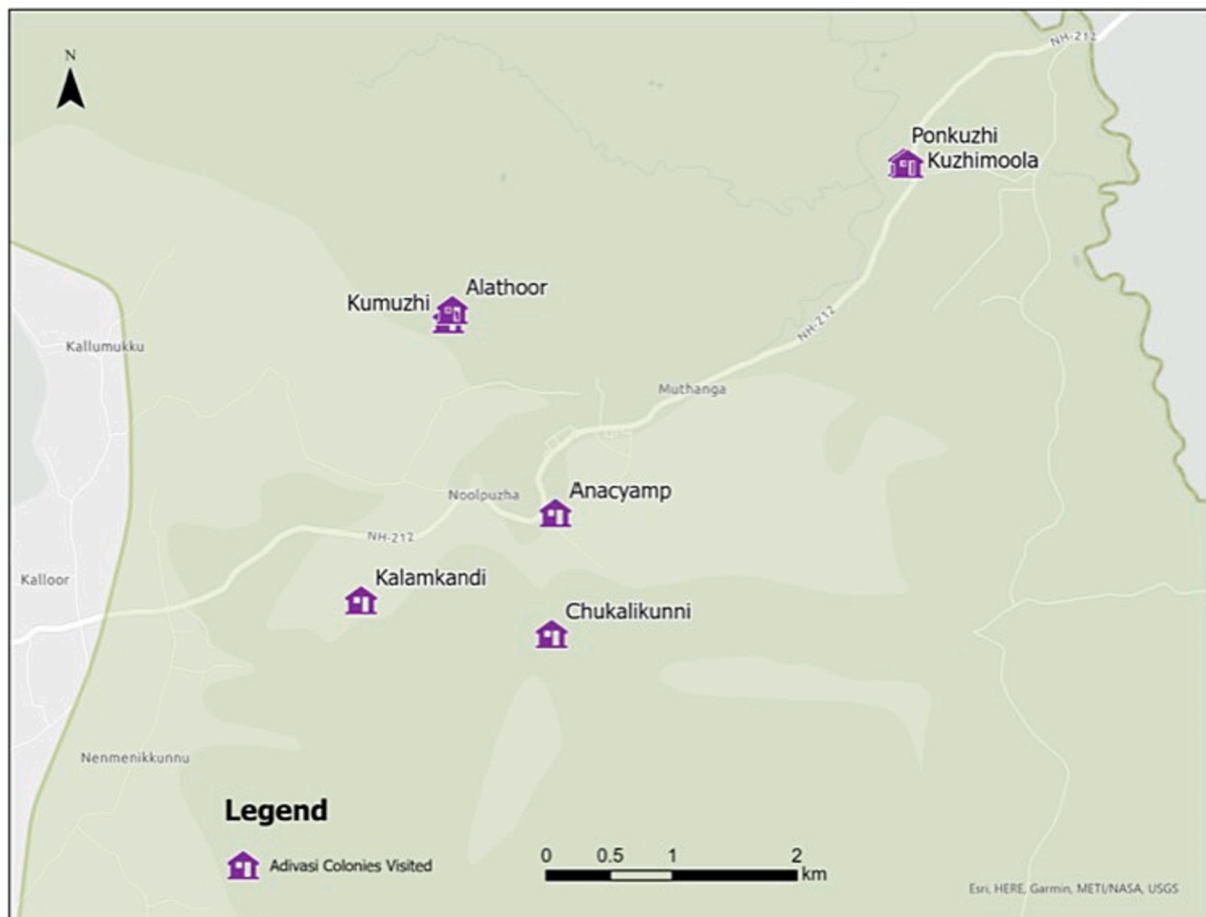 N
NH-212
Ponkuzhi
Kuzhimoola
Alathoor
Kumuzhi
NH-212
Kallumukku
Muthanga
Anacyamp
Noolpuzha
NH-212
Kalamkandi
Kalloor
Chukalikunni
Nenmenikkunnu
Legend
Adivasi Colonies Visited
0 0.5 1 2
km
Esri, HERE, Garmin, METI/NASA, USGS